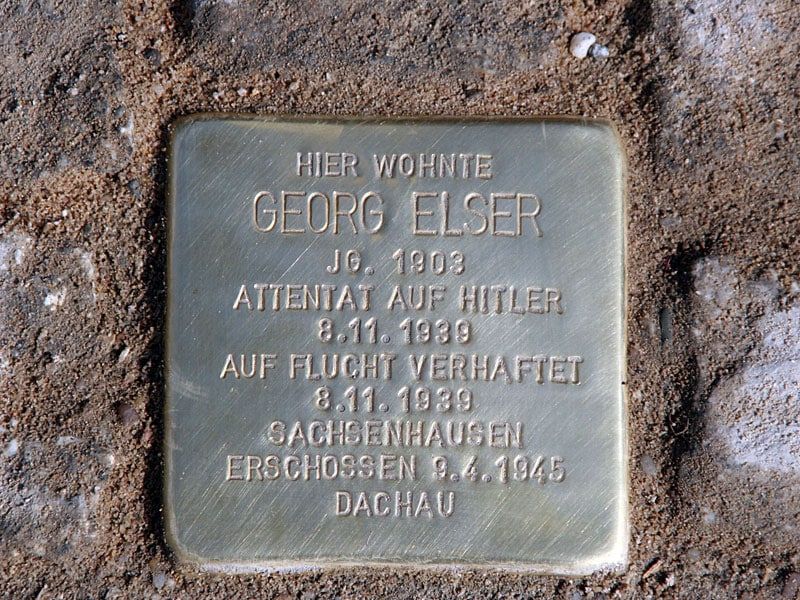 HIER WOHNTE
GEORG ELSER
JG. 1903
ATTENTAT AUF HITLER
8.11.1939
AUF FLUCHT VERHAFTET
8.11.1939
SACHSENHAUSEN
ERSCHOSSEN 9.4.1945
DACHAU